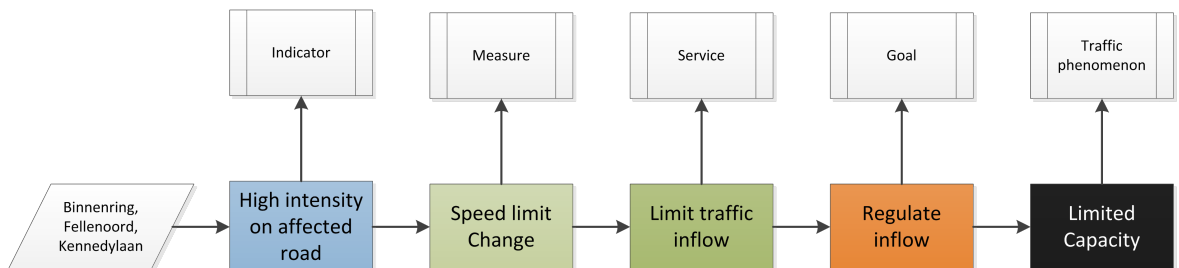 Indicator
Measure
Service
Goal
Traffic
phenomenon
Binnenring,
Fellenoord,
Kennedylaan
High intensity
on affected
road
Speed limit
Change
Limit traffic
inflow
Regulate
inflow
Limited
Capacity